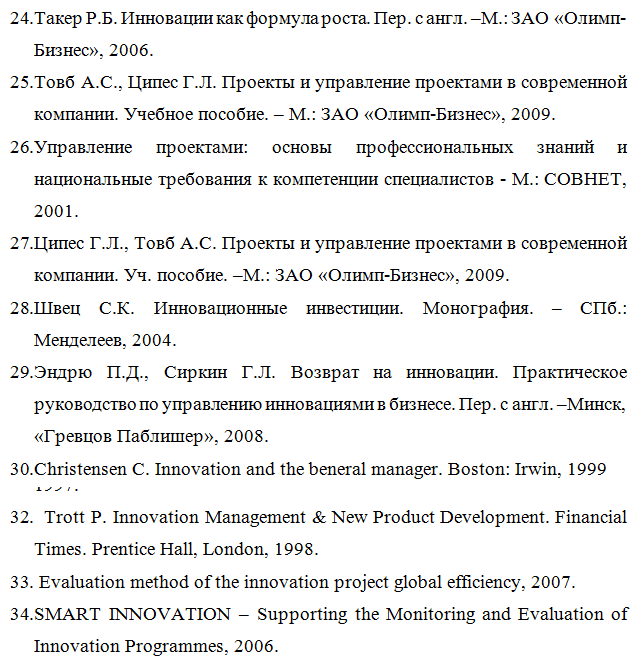 24.Такер Р.Б. Инновации как формула роста. Пер. с англ. –М.: ЗАО «Олимп-
Бизнес», 2006.
25.Товб А.С., Ципес Г.Л. Проекты и управление проектами в современной
компании. Учебное пособие. – М.: ЗАО «Олимп-Бизнес», 2009.
26.Управление проектами: основы профессиональных знаний и
национальные требования к компетенции специалистов - М.: СОВНЕТ,
2001.
27.Ципес Г.Л., Товб А.С. Проекты и управление проектами в современной
компании. Уч. пособие. –М.: ЗАО «Олимп-Бизнес», 2009.
28.Швец С.К. Инновационные инвестиции. Монография. – СПб.:
Менделеев, 2004.
29.Эндрю П.Д., Сиркин Г.Л. Возврат на инновации. Практическое
руководство по управлению инновациями в бизнесе. Пер. с англ. –Минск,
«Гревцов Паблишер», 2008.
30.Christensen C. Innovation and the beneral manager. Boston: Irwin, 1999
32. Trott P. Innovation Management & New Product Development. Financial
Times. Prentice Hall, London, 1998.
33. Evaluation method of the innovation project global efficiency, 2007.
34.SMART INNOVATION – Supporting the Monitoring and Evaluation of
Innovation Programmes, 2006.